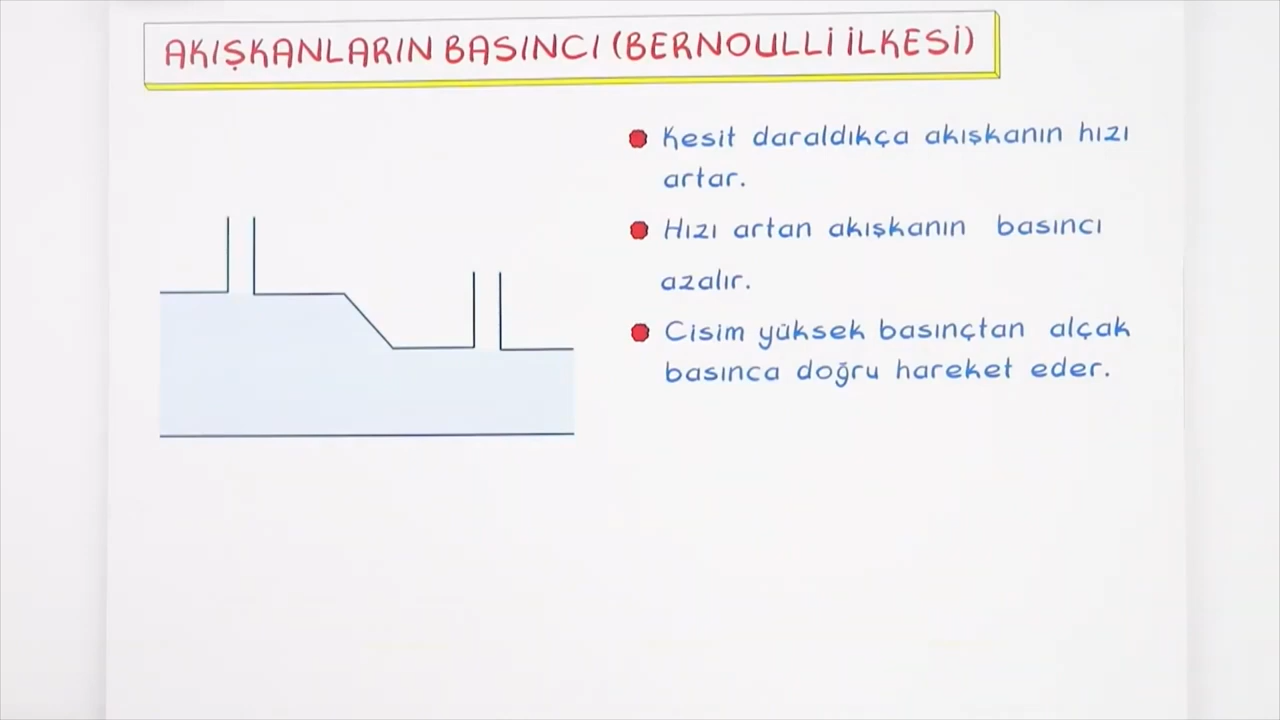 AKIŞKANLARIN BASINCI (BERNOULLİ İLKESİ)
Kesit daraldıkça akışkanın hızı
artar.
Hızı artan akışkanın basıncı
azalır.
Cisim yüksek basınçtan alçak
basınca doğru hareket eder.